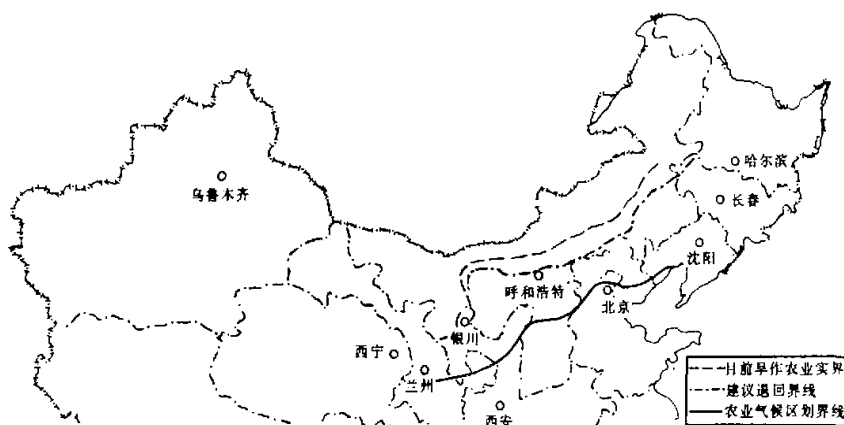 哈尔滨
乌鲁木齐
长春
沈阳
呼和浩特
北京
银川
西宁
兰州
西安
目前旱作农业实界
建议退回界线
农业气候区划界线